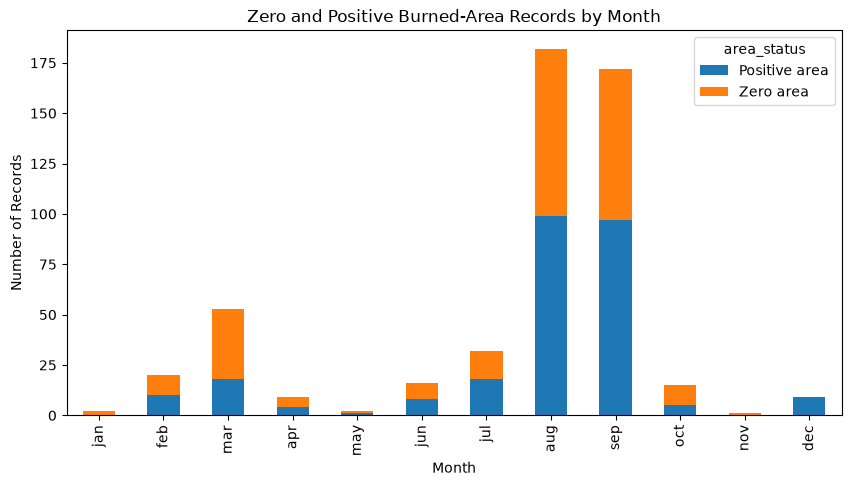 Zero and Positive Burned-Area Records by Month
area_status
Positive area
Zero area
Number of Records
175
150
125
100
75
50
25
0
jan
feb
mar
apr
may
jun
jul
aug
sep
oct
nov
dec
Month